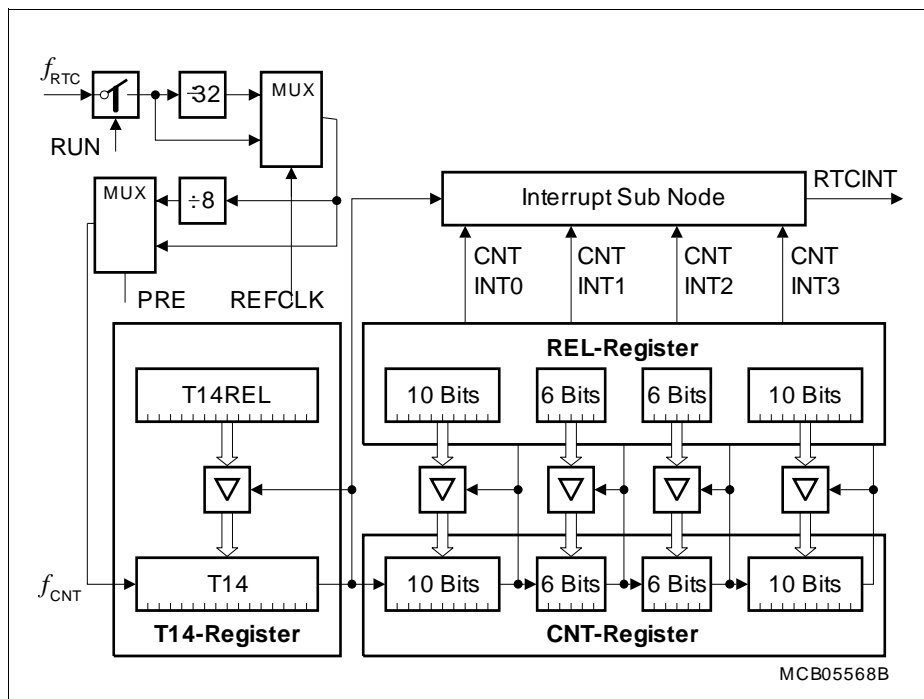 fRTC
RUN
÷32
MUX
MUX
÷8
PRE
REFCLK
Interrupt Sub Node
RTCINT
CNT INT0
CNT INT1
CNT INT2
CNT INT3
REL-Register
T14REL
10 Bits
6 Bits
6 Bits
10 Bits
fCNT
T14
10 Bits
6 Bits
6 Bits
10 Bits
T14-Register
CNT-Register
MCB05568B